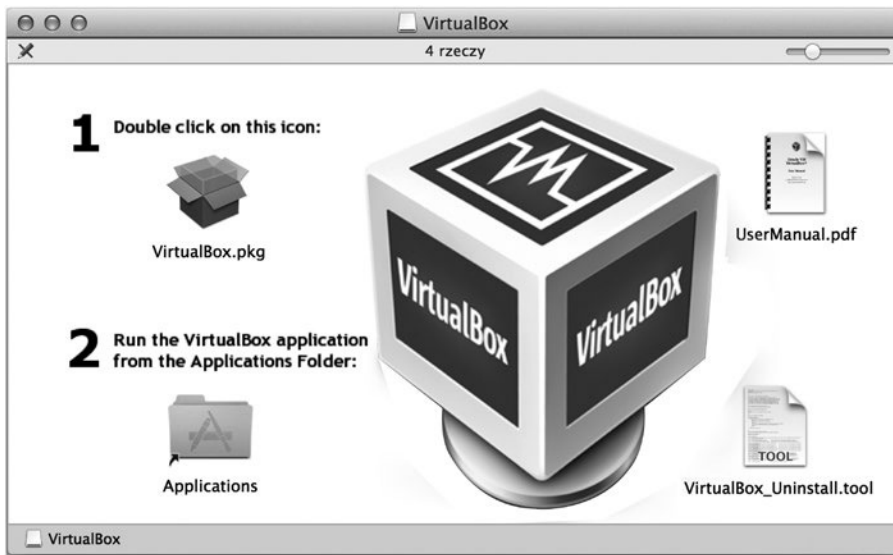 VirtualBox
4 rzeczy
1 Double click on this icon:
VirtualBox.pkg
UserManual.pdf
VirtualBox
VirtualBox
2 Run the VirtualBox application
from the Applications Folder:
Applications
TOOL
VirtualBox_Uninstall.tool
VirtualBox